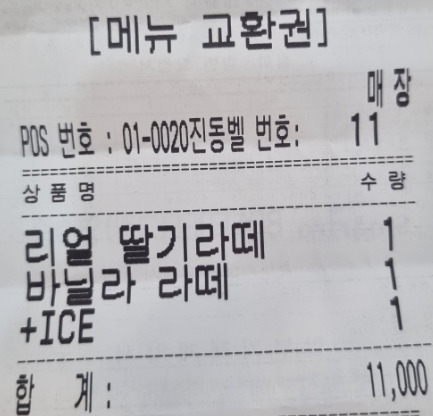 [메뉴 교환권]
매장
POS 번호 : 01-0020진동벨 번호: 11
상품명 수량
리얼 딸기라떼 1
바닐라 라떼 1
+ICE 1
합 계: 11,000